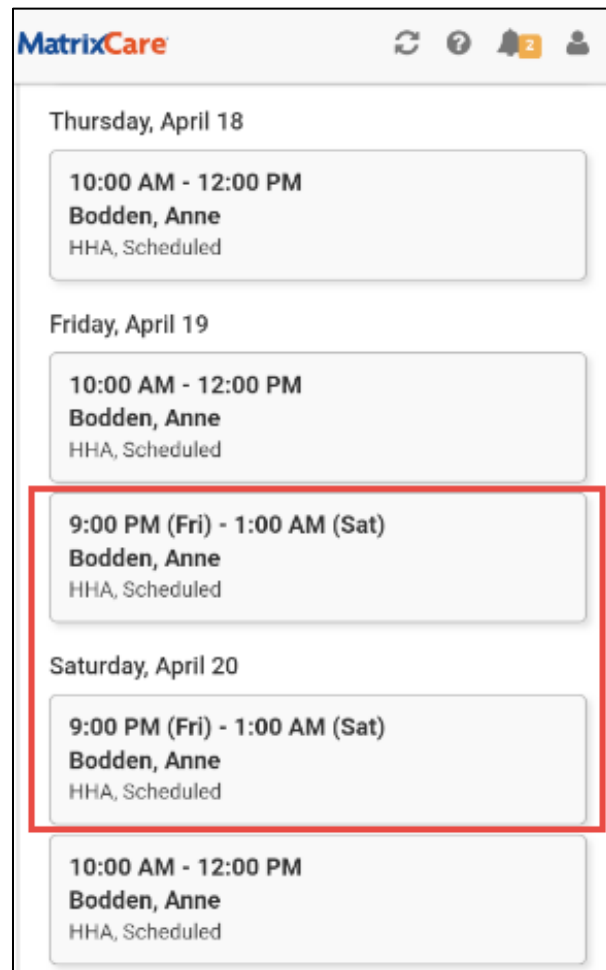 MatrixCare
2
Thursday, April 18
10:00 AM - 12:00 PM
Bodden, Anne
HHA, Scheduled
Friday, April 19
10:00 AM - 12:00 PM
Bodden, Anne
HHA, Scheduled
9:00 PM (Fri) - 1:00 AM (Sat)
Bodden, Anne
HHA, Scheduled
Saturday, April 20
9:00 PM (Fri) - 1:00 AM (Sat)
Bodden, Anne
HHA, Scheduled
10:00 AM - 12:00 PM
Bodden, Anne
HHA, Scheduled